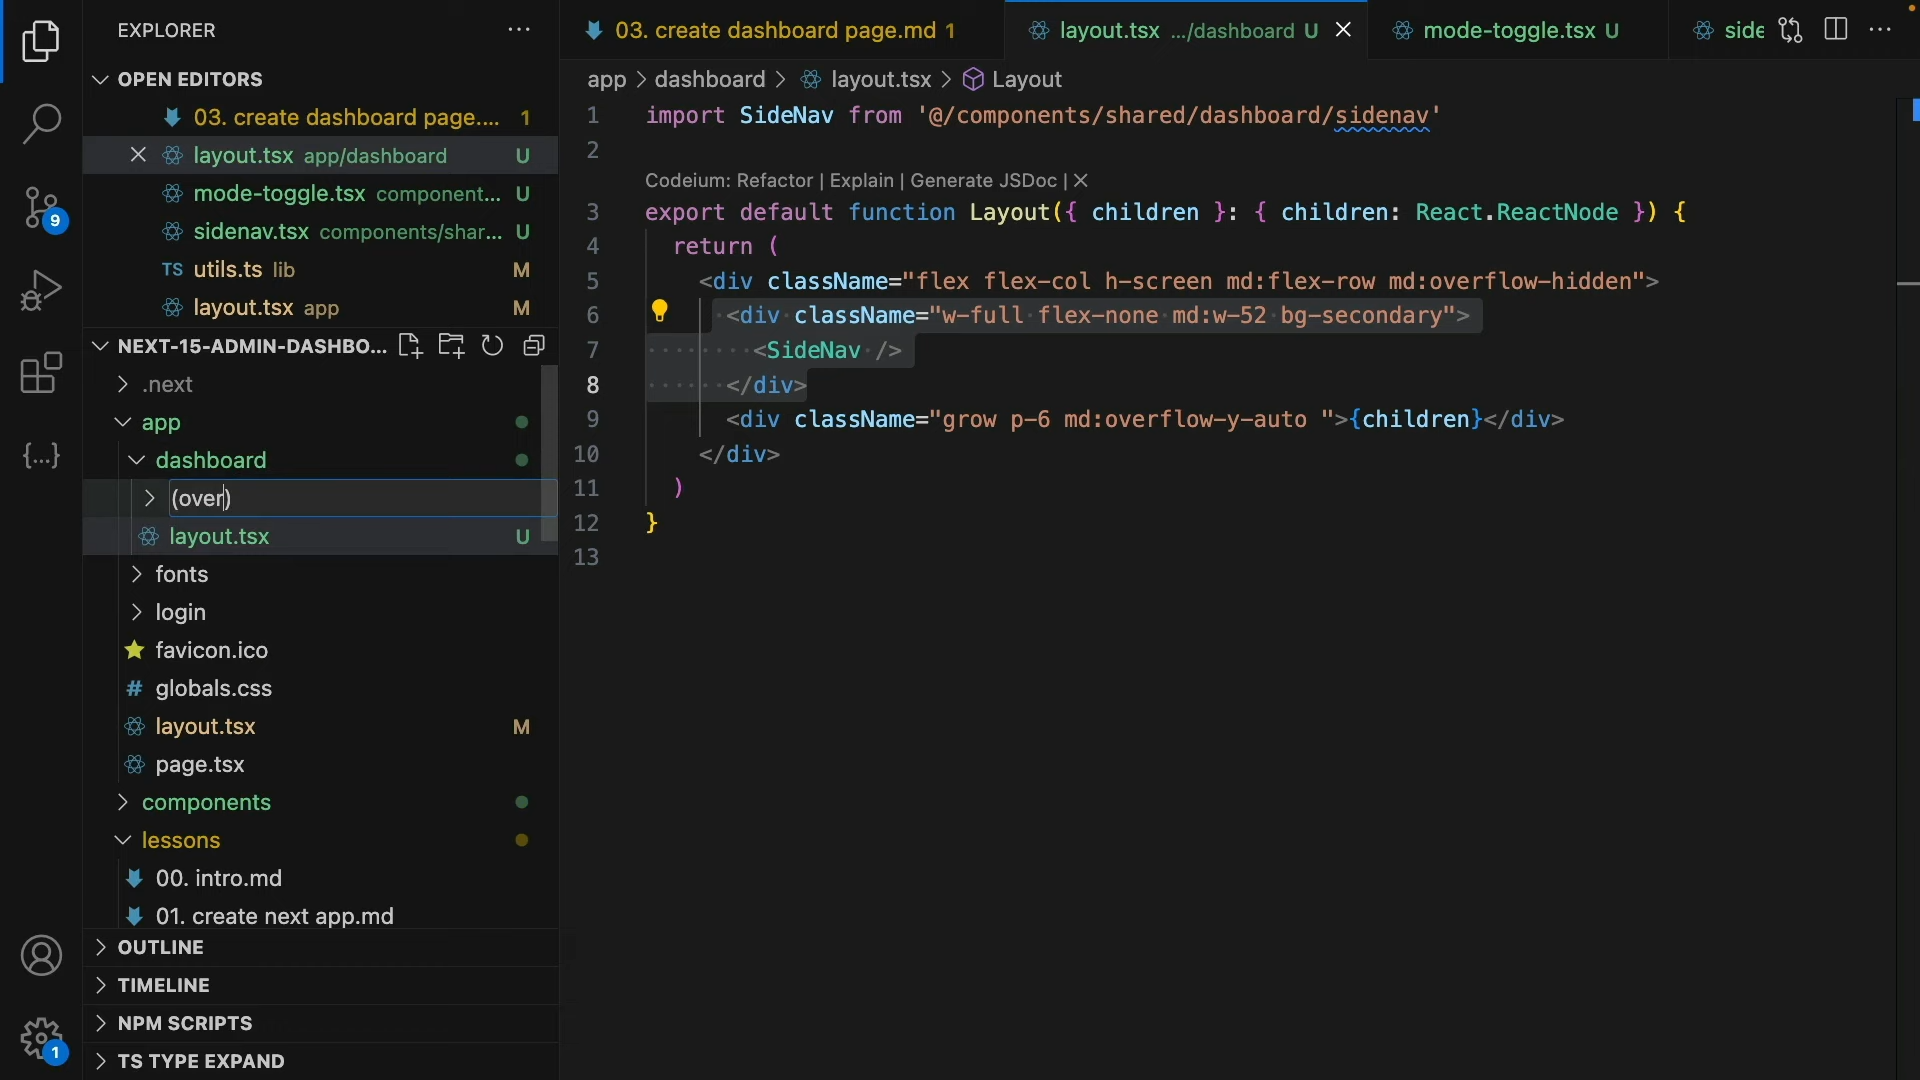 EXPLORER
OPEN EDITORS
03. create dashboard page.... 1
layout.tsx app/dashboard U
mode-toggle.tsx component... U
sidenav.tsx components/shar... U
TS utils.ts lib M
layout.tsx app M
NEXT-15-ADMIN-DASHBO...
.next
app
dashboard
(over)
layout.tsx U
fonts
login
favicon.ico
# globals.css
layout.tsx M
page.tsx
components
lessons
00. intro.md
01. create next app.md
OUTLINE
TIMELINE
NPM SCRIPTS
TS TYPE EXPAND
9
{...}
1
03. create dashboard page.md 1
layout.tsx .../dashboard U
mode-toggle.tsx U
side
app > dashboard > layout.tsx > Layout
1 import SideNav from '@/components/shared/dashboard/sidenav'
2
Codeium: Refactor | Explain | Generate JSDoc | X
3 export default function Layout({ children }: { children: React.ReactNode }) {
4 return (
5 <div className="flex flex-col h-screen md:flex-row md:overflow-hidden">
6 <div className="w-full flex-none md:w-52 bg-secondary">
7 <SideNav />
8 </div>
9 <div className="grow p-6 md:overflow-y-auto ">{children}</div>
10 </div>
11 )
12 }
13